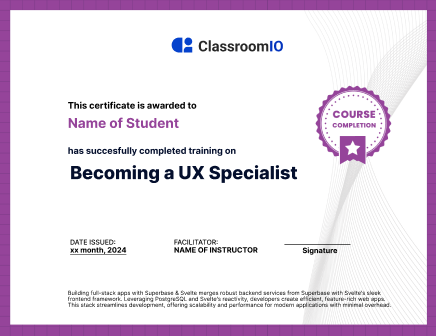 ClassroomIO
This certificate is awarded to
Name of Student
COURSE
COMPLETION
has succesfully completed training on
Becoming a UX Specialist
DATE ISSUED:
xx month, 2024
FACILITATOR:
NAME OF INSTRUCTOR
Signature
Building full-stack apps with Superbase & Svelte merges robust backend services from Superbase with Svelte's sleek
frontend framework. Leveraging PostgreSQL and Svelte's reactivity, developers create efficient, feature-rich web apps.
This stack streamlines development, offering scalability and performance for modern applications with minimal overhead.